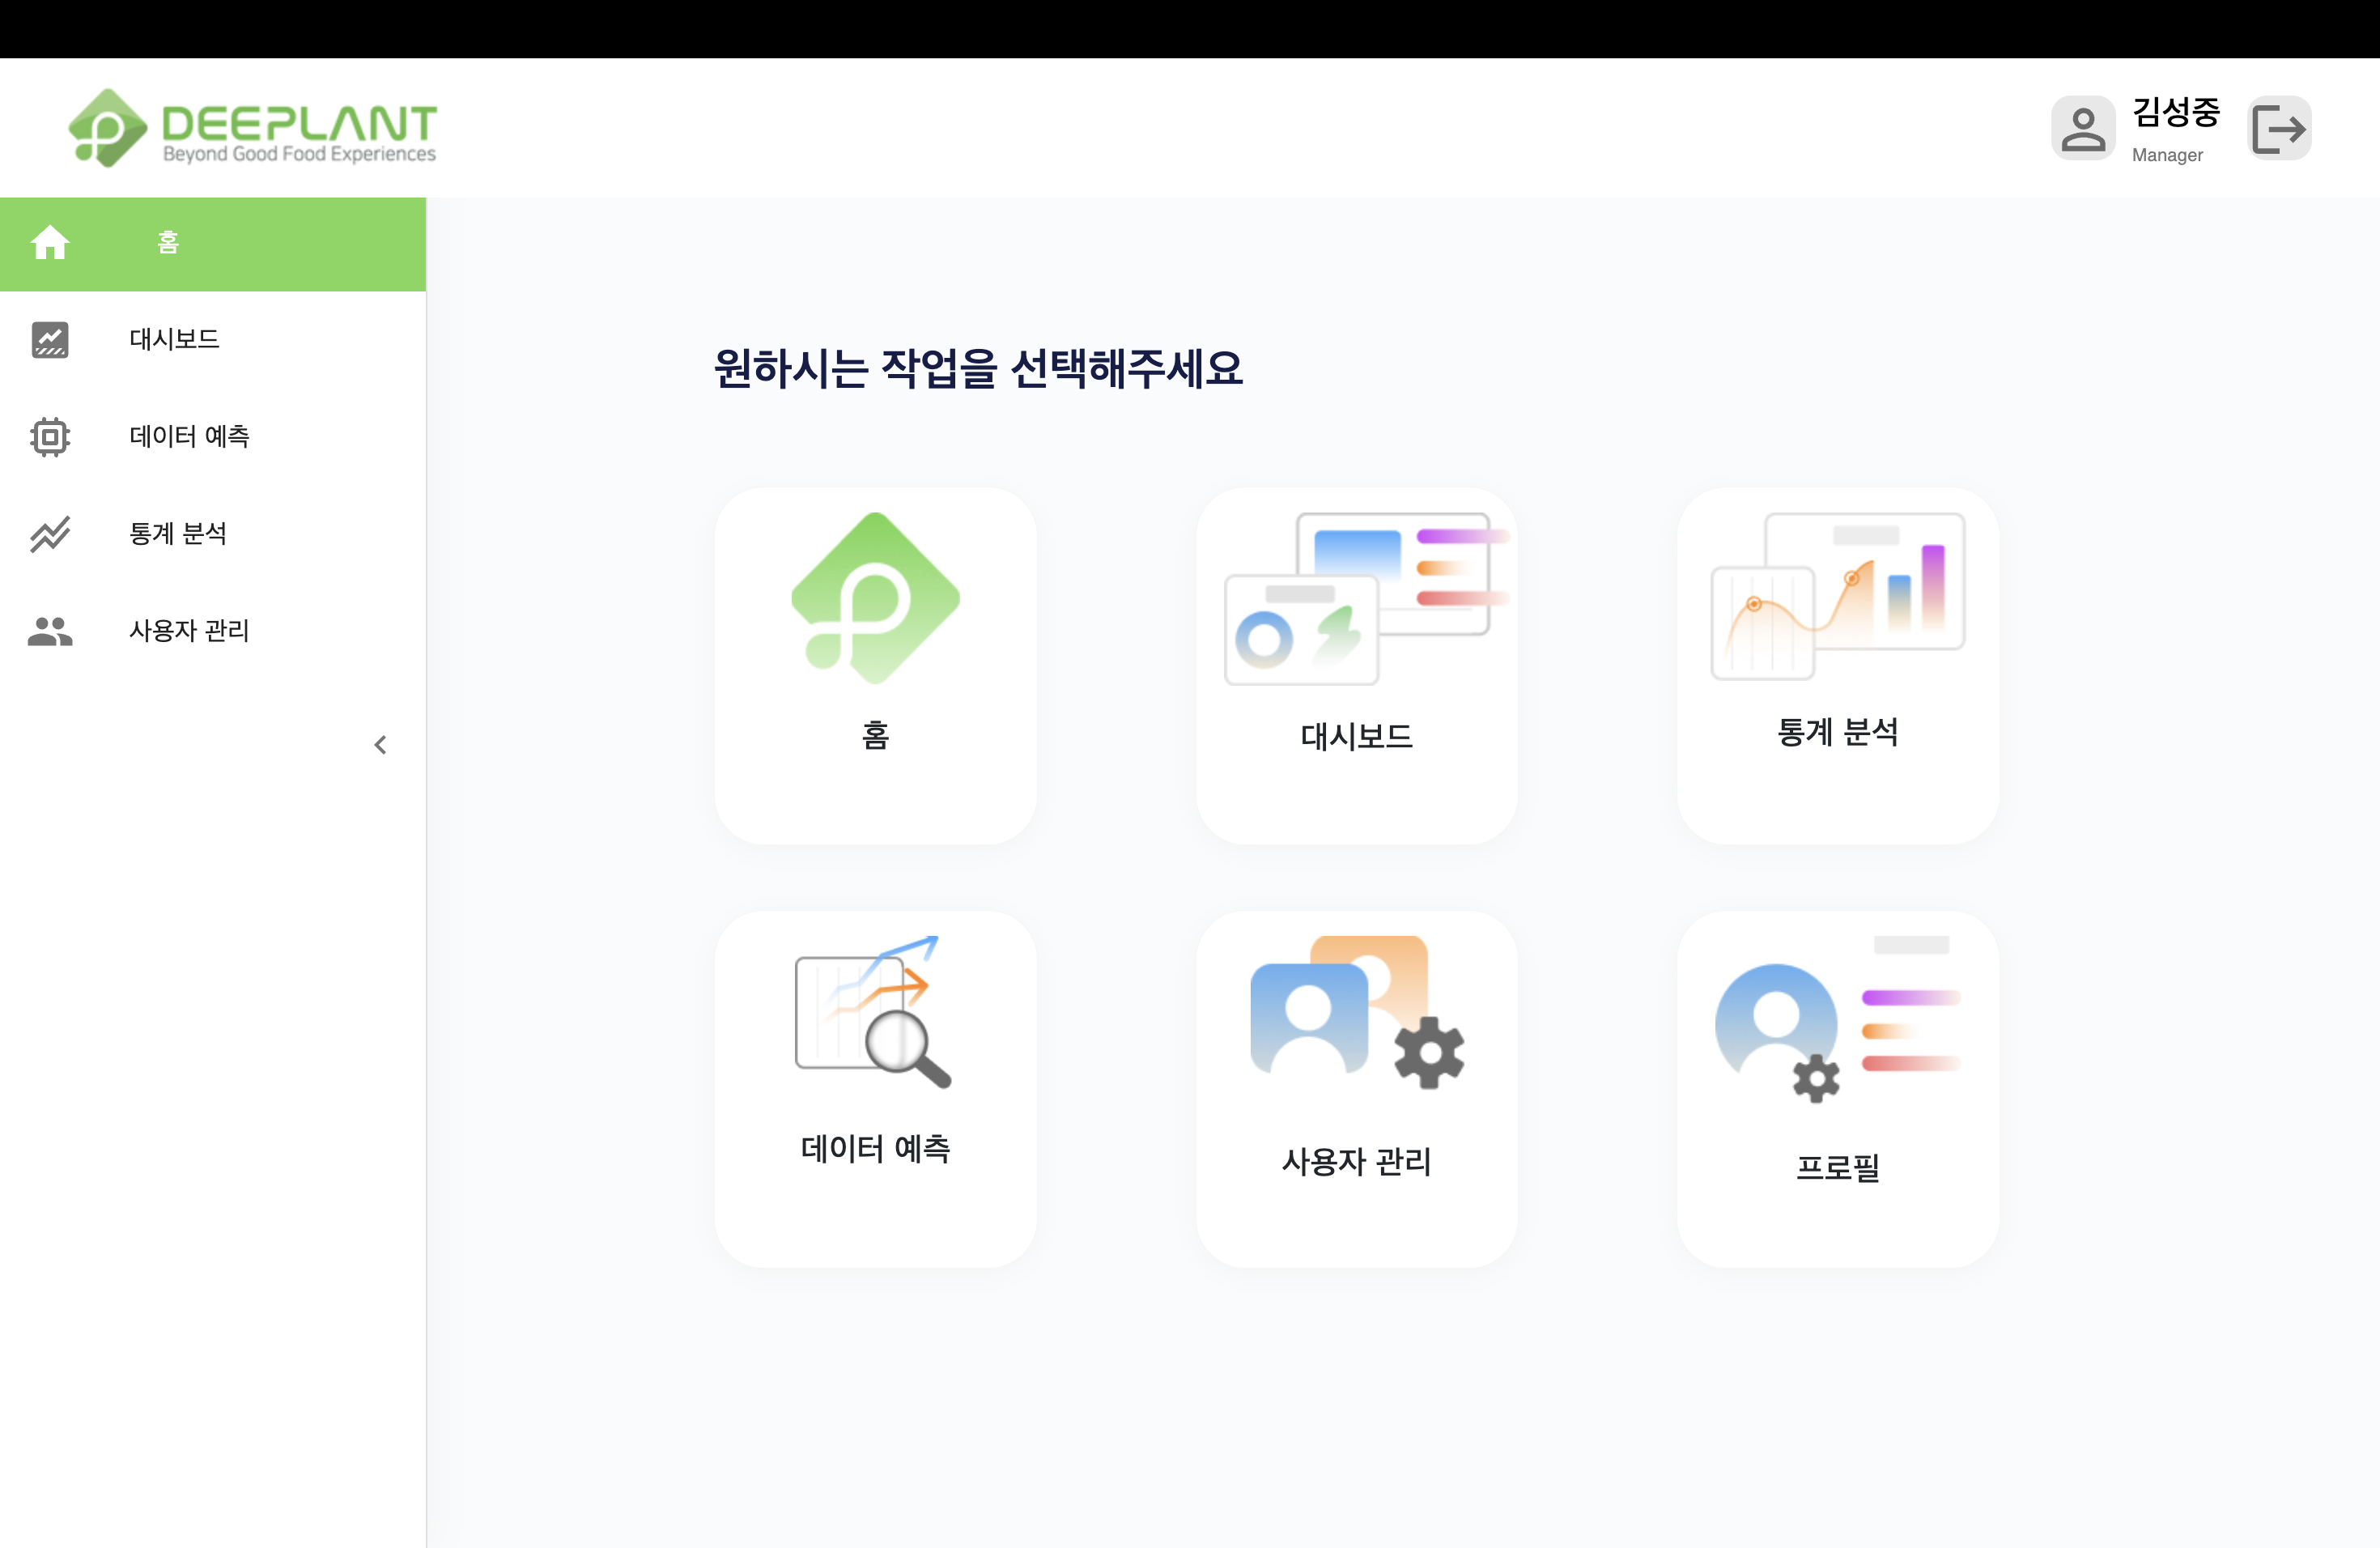 DEEPLANT
Beyond Good Food Experiences
김성중
Manager
홈
대시보드
데이터 예측
통계 분석
사용자 관리
원하시는 작업을 선택해주세요
홈
대시보드
통계 분석
데이터 예측
사용자 관리
프로필